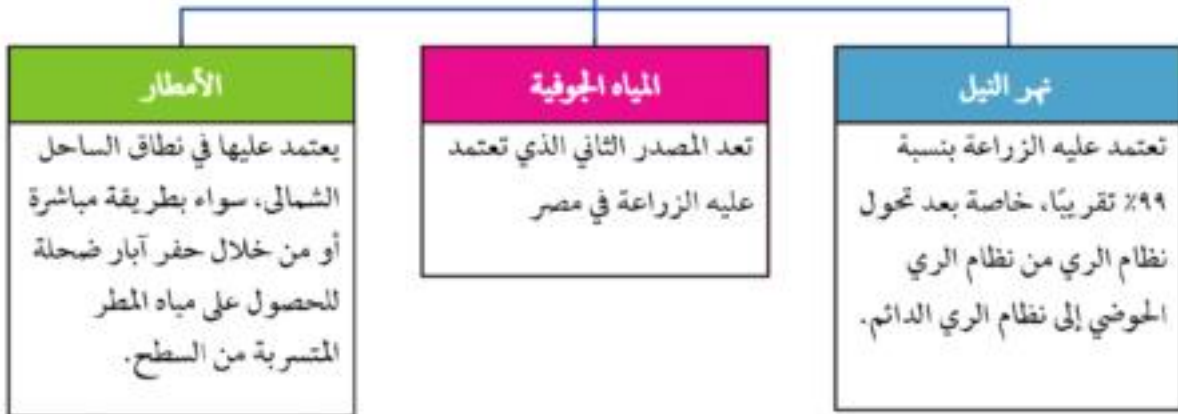 نهر النيل
تعتمد عليه الزراعة بنسبة
٩٩٪ تقريبًا، خاصة بعد تحول
نظام الري من نظام الري
الحوضي إلى نظام الري الدائم.
المياه الجوفية
تعد المصدر الثاني الذي تعتمد
عليه الزراعة في مصر
الأمطار
يعتمد عليها في نطاق الساحل
الشمالى، سواء بطريقة مباشرة
أو من خلال حفر آبار ضحلة
للحصول على مياه المطر
المتسربة من السطح.